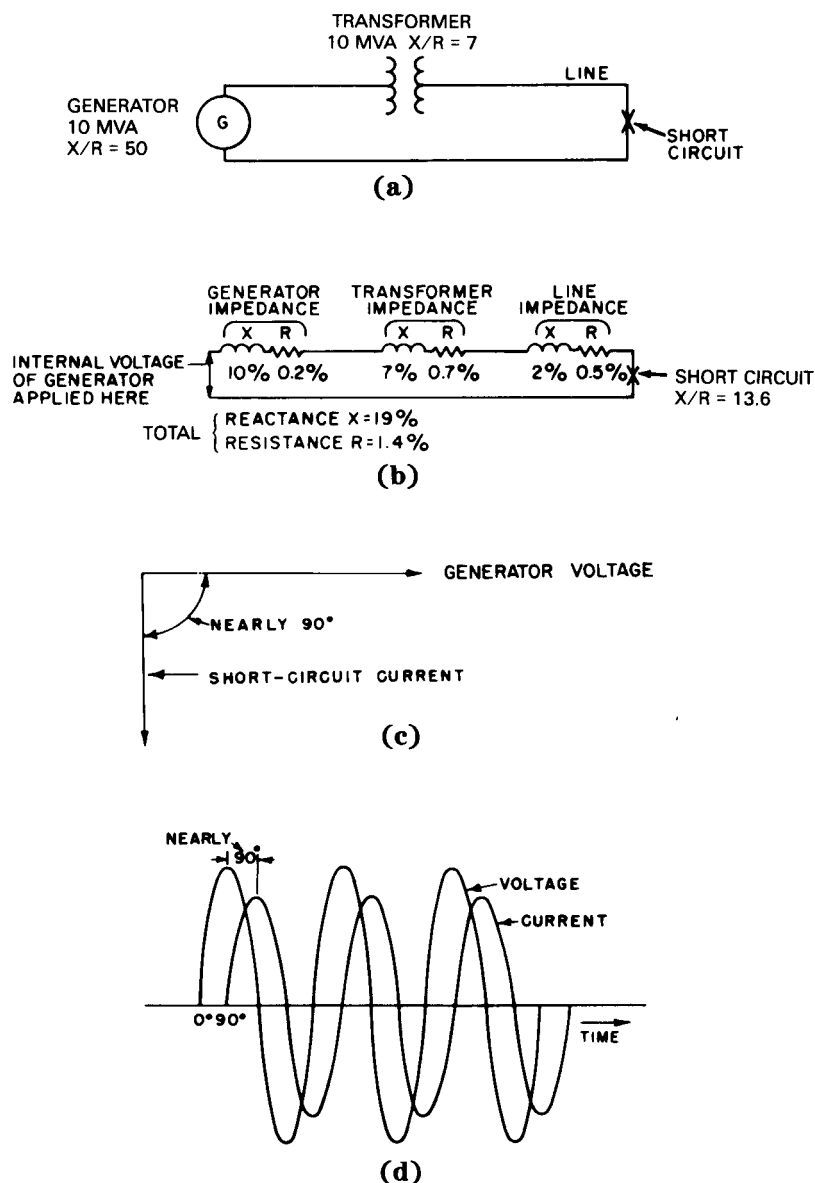 TRANSFORMER
10 MVA X/R = 7
LINE
GENERATOR
10 MVA
X/R = 50
G
SHORT
CIRCUIT
(a)
GENERATOR
IMPEDANCE
TRANSFORMER
IMPEDANCE
LINE
IMPEDANCE
X R
X R
X R
INTERNAL VOLTAGE
OF GENERATOR
APPLIED HERE
10% 0.2%
7% 0.7%
2% 0.5%
SHORT CIRCUIT
X/R = 13.6
TOTAL { REACTANCE X=19%
RESISTANCE R=1.4%
(b)
GENERATOR VOLTAGE
NEARLY 90°
SHORT-CIRCUIT CURRENT
(c)
NEARLY
90°
VOLTAGE
CURRENT
0° 90°
TIME
(d)